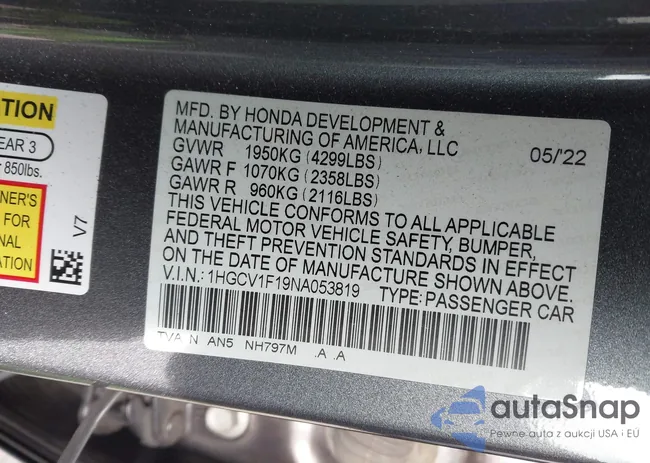 TION
EAR 3
r 850lbs.
NER'S
FOR
NAL
ATION
V7
MFD. BY HONDA DEVELOPMENT &
MANUFACTURING OF AMERICA, LLC
GVWR 1950KG (4299LBS) 05/'22
GAWR F 1070KG (2358LBS)
GAWR R 960KG (2116LBS)
THIS VEHICLE CONFORMS TO ALL APPLICABLE
FEDERAL MOTOR VEHICLE SAFETY, BUMPER,
AND THEFT PREVENTION STANDARDS IN EFFECT
ON THE DATE OF MANUFACTURE SHOWN ABOVE.
V.I.N.: 1HGCV1F19NA053819 TYPE: PASSENGER CAR
TVA N AN5 NH797M .A .A
autaSnap
Pewne auta z aukcji USA i EU